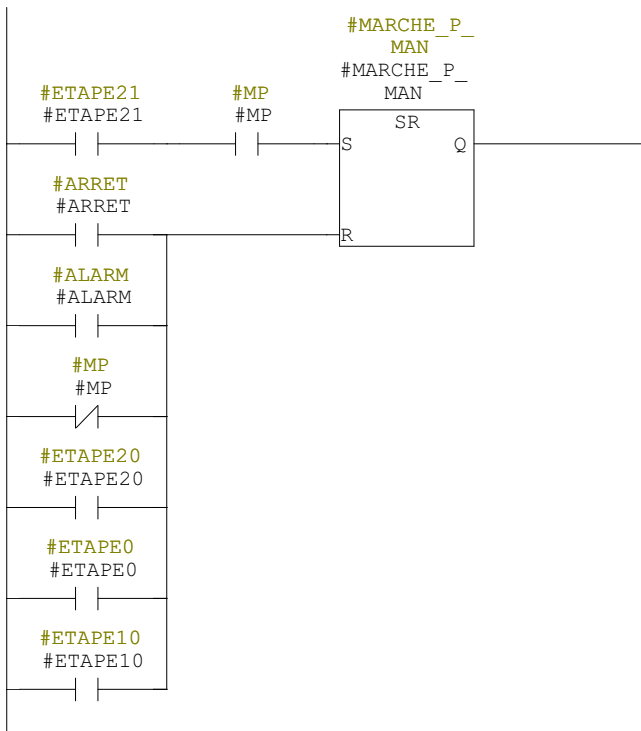 #MARCHE_P_
MAN
#MARCHE_P_
MAN
#ETAPE21
#ETAPE21
#MP
#MP
SR
S
Q
#ARRET
#ARRET
R
#ALARM
#ALARM
#MP
#MP
#ETAPE20
#ETAPE20
#ETAPE0
#ETAPE0
#ETAPE10
#ETAPE10